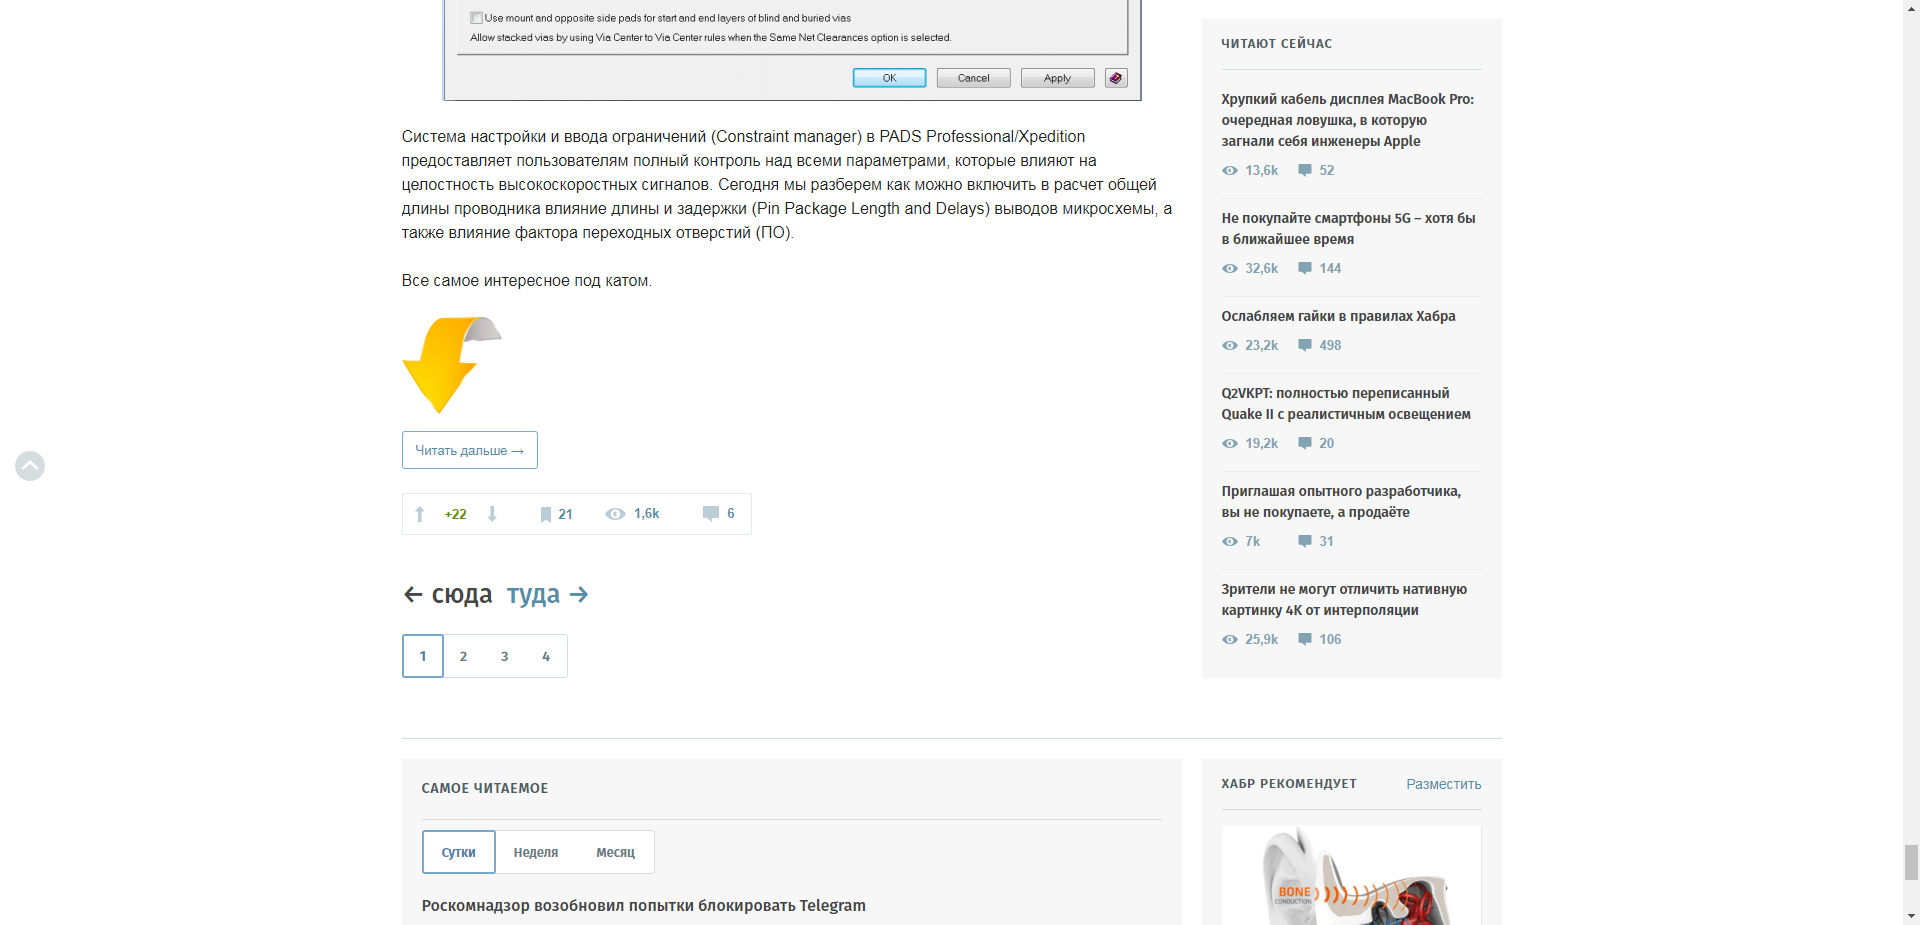 Use mount and opposite side pads for start and end layers of blind and buried vias
Allow stacked vias by using Via Center to Via Center rules when the Same Net Clearances option is selected.
OK
Cancel
Apply
Система настройки и ввода ограничений (Constraint manager) в PADS Professional/Xpedition
предоставляет пользователям полный контроль над всеми параметрами, которые влияют на
целостность высокоскоростных сигналов. Сегодня мы разберем как можно включить в расчет общей
длины проводника влияние длины и задержки (Pin Package Length and Delays) выводов микросхемы, а
также влияние фактора переходных отверстий (ПО).
Все самое интересное под катом.
Читать дальше →
+22
21
1,6k
6
← сюда туда →
1 2 3 4
ЧИТАЮТ СЕЙЧАС
Хрупкий кабель дисплея MacBook Pro:
очередная ловушка, в которую
загнали себя инженеры Apple
13,6k 52
Не покупайте смартфоны 5G – хотя бы
в ближайшее время
32,6k 144
Ослабляем гайки в правилах Хабра
23,2k 498
Q2VKPT: полностью переписанный
Quake II с реалистичным освещением
19,2k 20
Приглашая опытного разработчика,
вы не покупаете, а продаёте
7k 31
Зрители не могут отличить нативную
картинку 4K от интерполяции
25,9k 106
САМОЕ ЧИТАЕМОЕ
Сутки Неделя Месяц
Роскомнадзор возобновил попытки блокировать Telegram
ХАБР РЕКОМЕНДУЕТ
Разместить
BONE
CONDUCTION